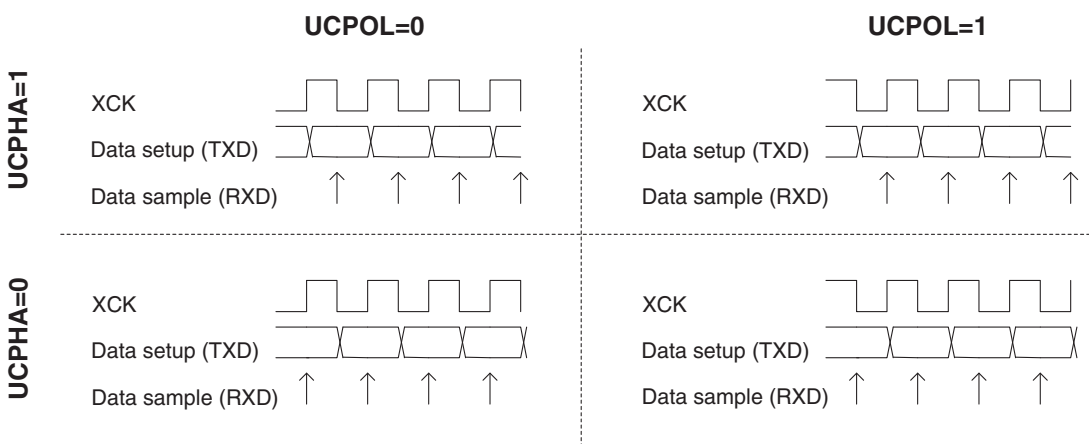 UCPOL=0
UCPOL=1
UCPHA=1
XCK
Data setup (TXD)
Data sample (RXD)
XCK
Data setup (TXD)
Data sample (RXD)
UCPHA=0
XCK
Data setup (TXD)
Data sample (RXD)
XCK
Data setup (TXD)
Data sample (RXD)